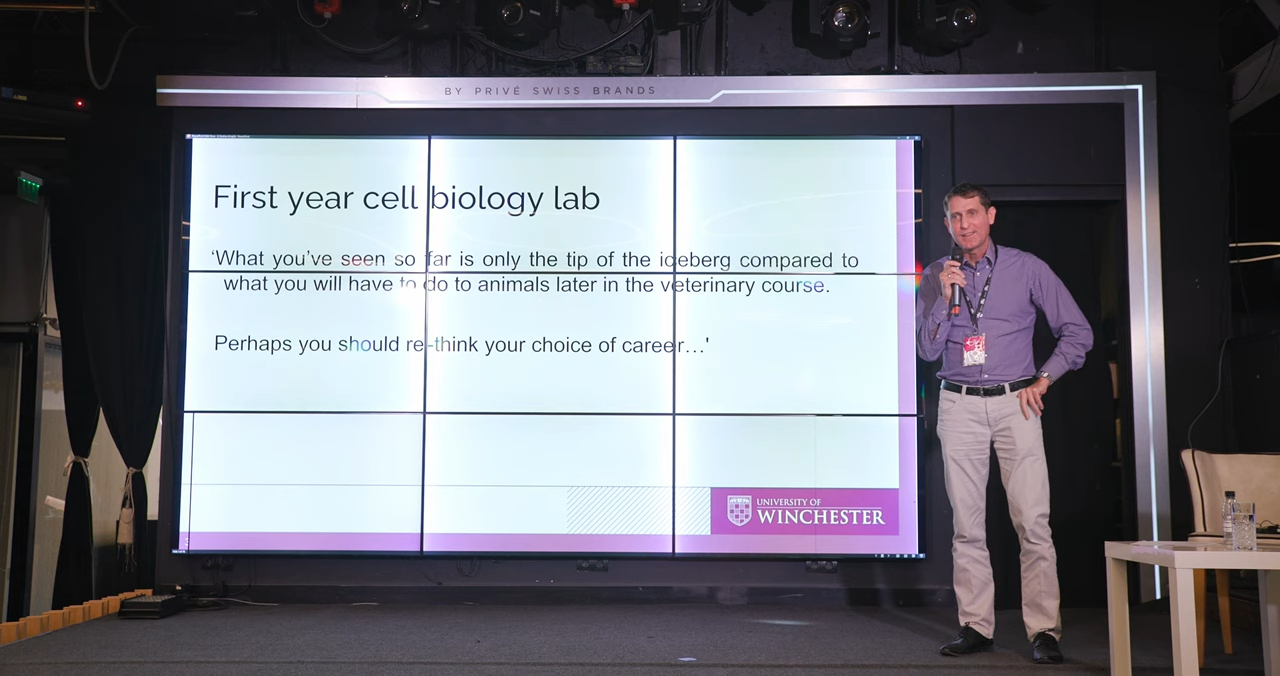 BY PRIVÉ SWISS BRANDS
First year cell biology lab
‘What you’ve seen so far is only the tip of the iceberg compared to
what you will have to do to animals later in the veterinary course.
Perhaps you should re-think your choice of career…'
UNIVERSITY OF
WINCHESTER